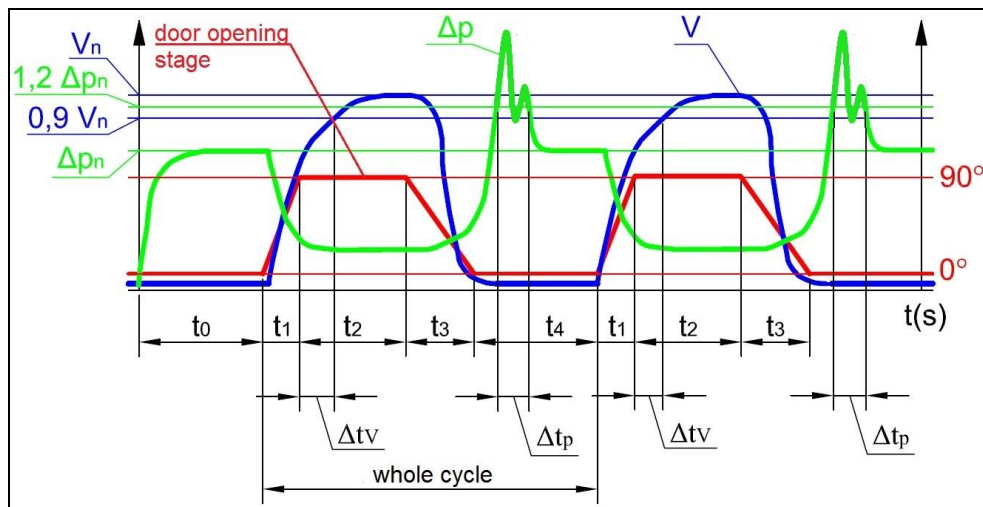 Vn
door opening
stage
Δp
V
1,2 Δpn
0,9 Vn
Δpn
90°
0°
t(s)
t0
t1
t2
t3
t4
t1
t2
t3
ΔtV
Δtp
ΔtV
Δtp
whole cycle